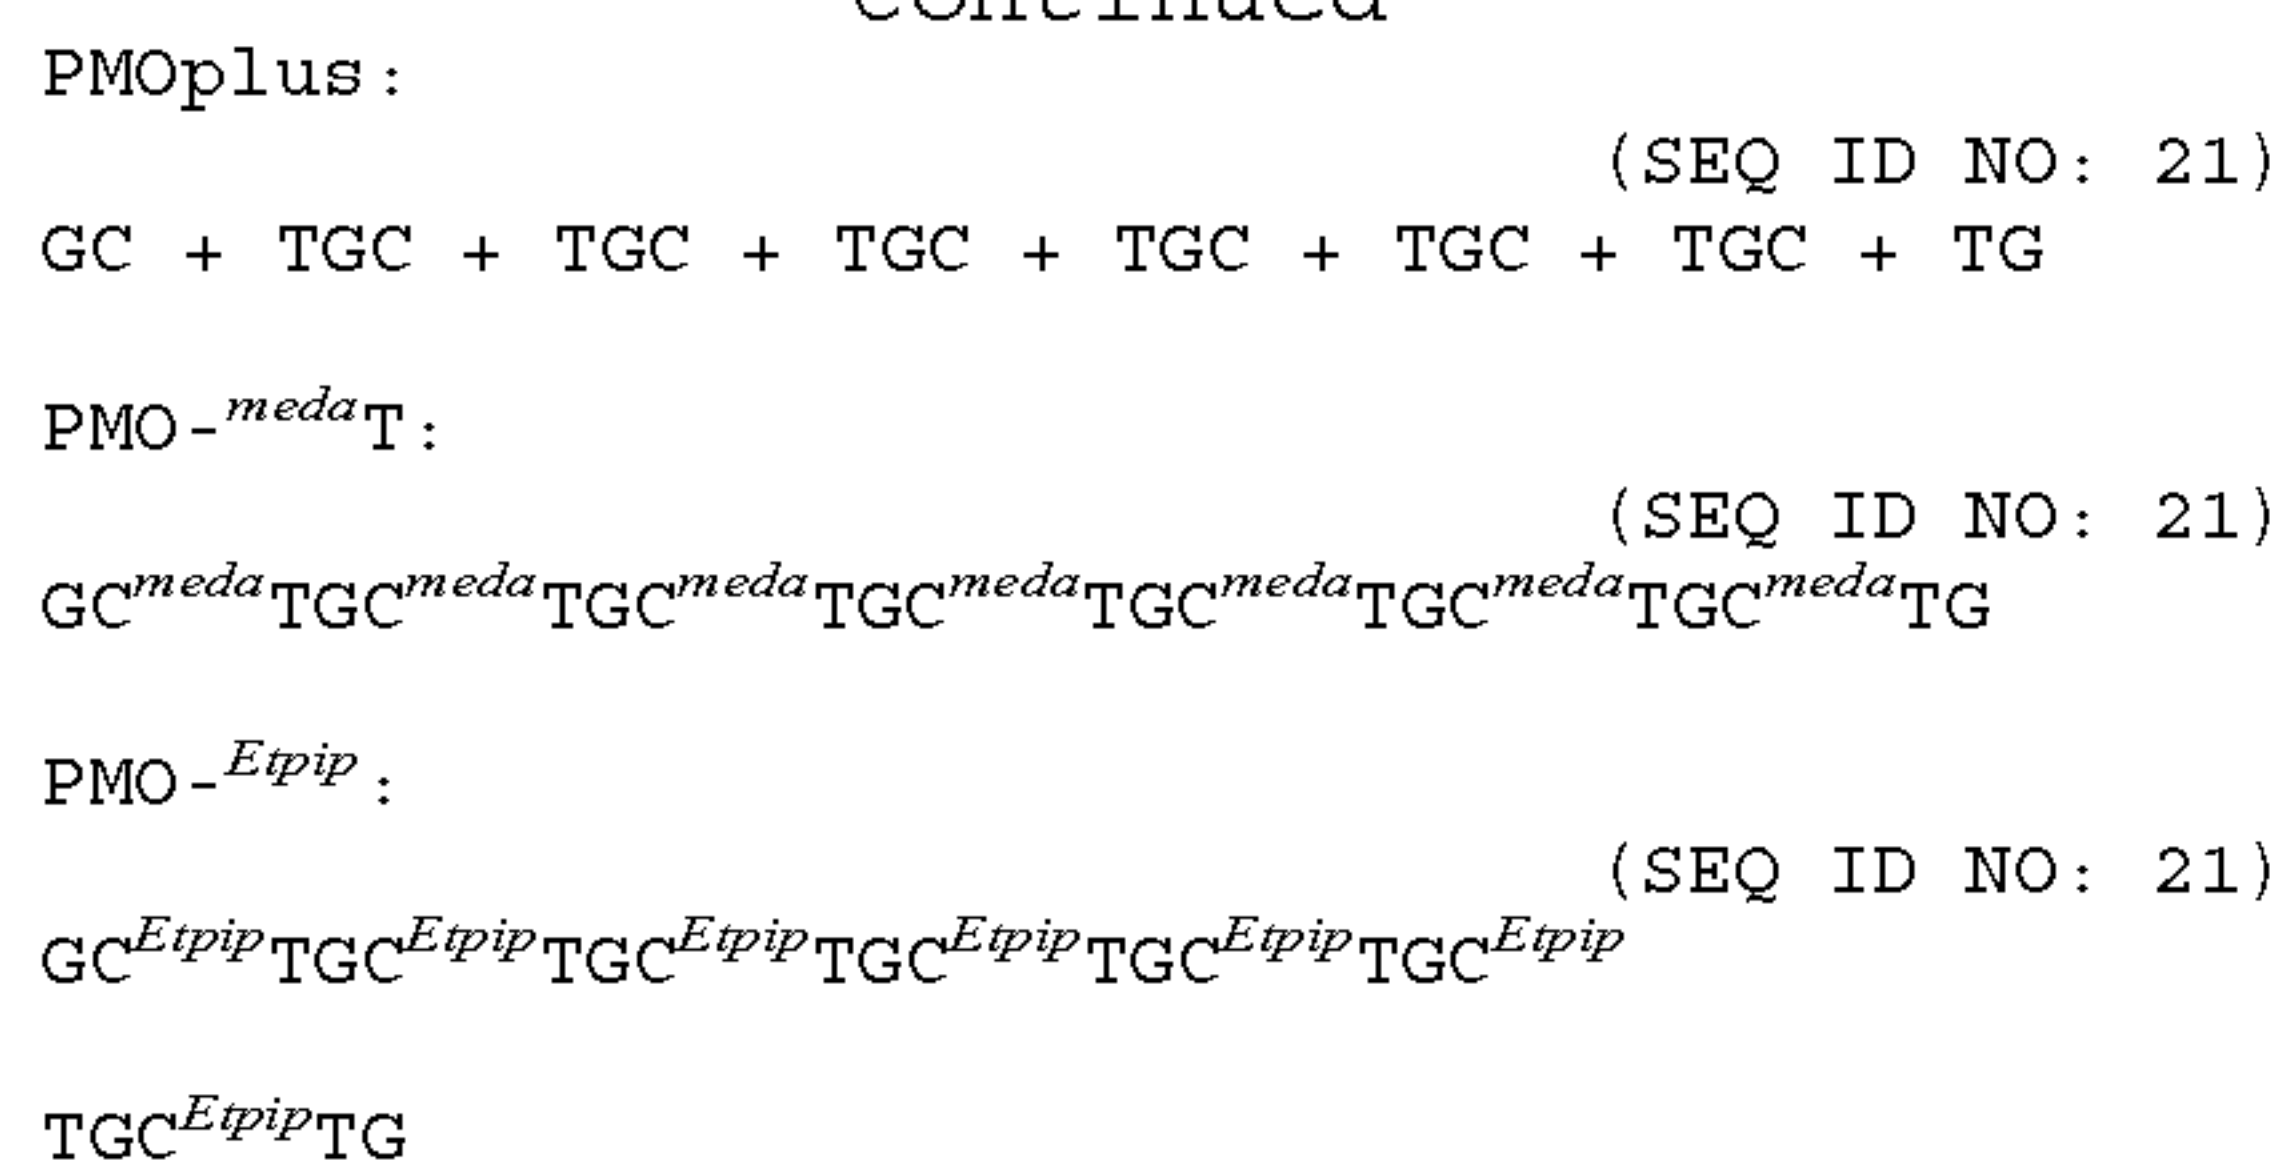 continued
PMOplus:
(SEQ ID NO: 21)
GC + TGC + TGC + TGC + TGC + TGC + TGC + TG
PMO-medaT:
(SEQ ID NO: 21)
GCmedaTGCmedaTGCmedaTGCmedaTGCmedaTGCmedaTGCmedaTG
PMO-Etpip:
(SEQ ID NO: 21)
GCEtpipTGCEtpipTGCEtpipTGCEtpipTGCEtpipTGCEtpip
TGCEtpipTG